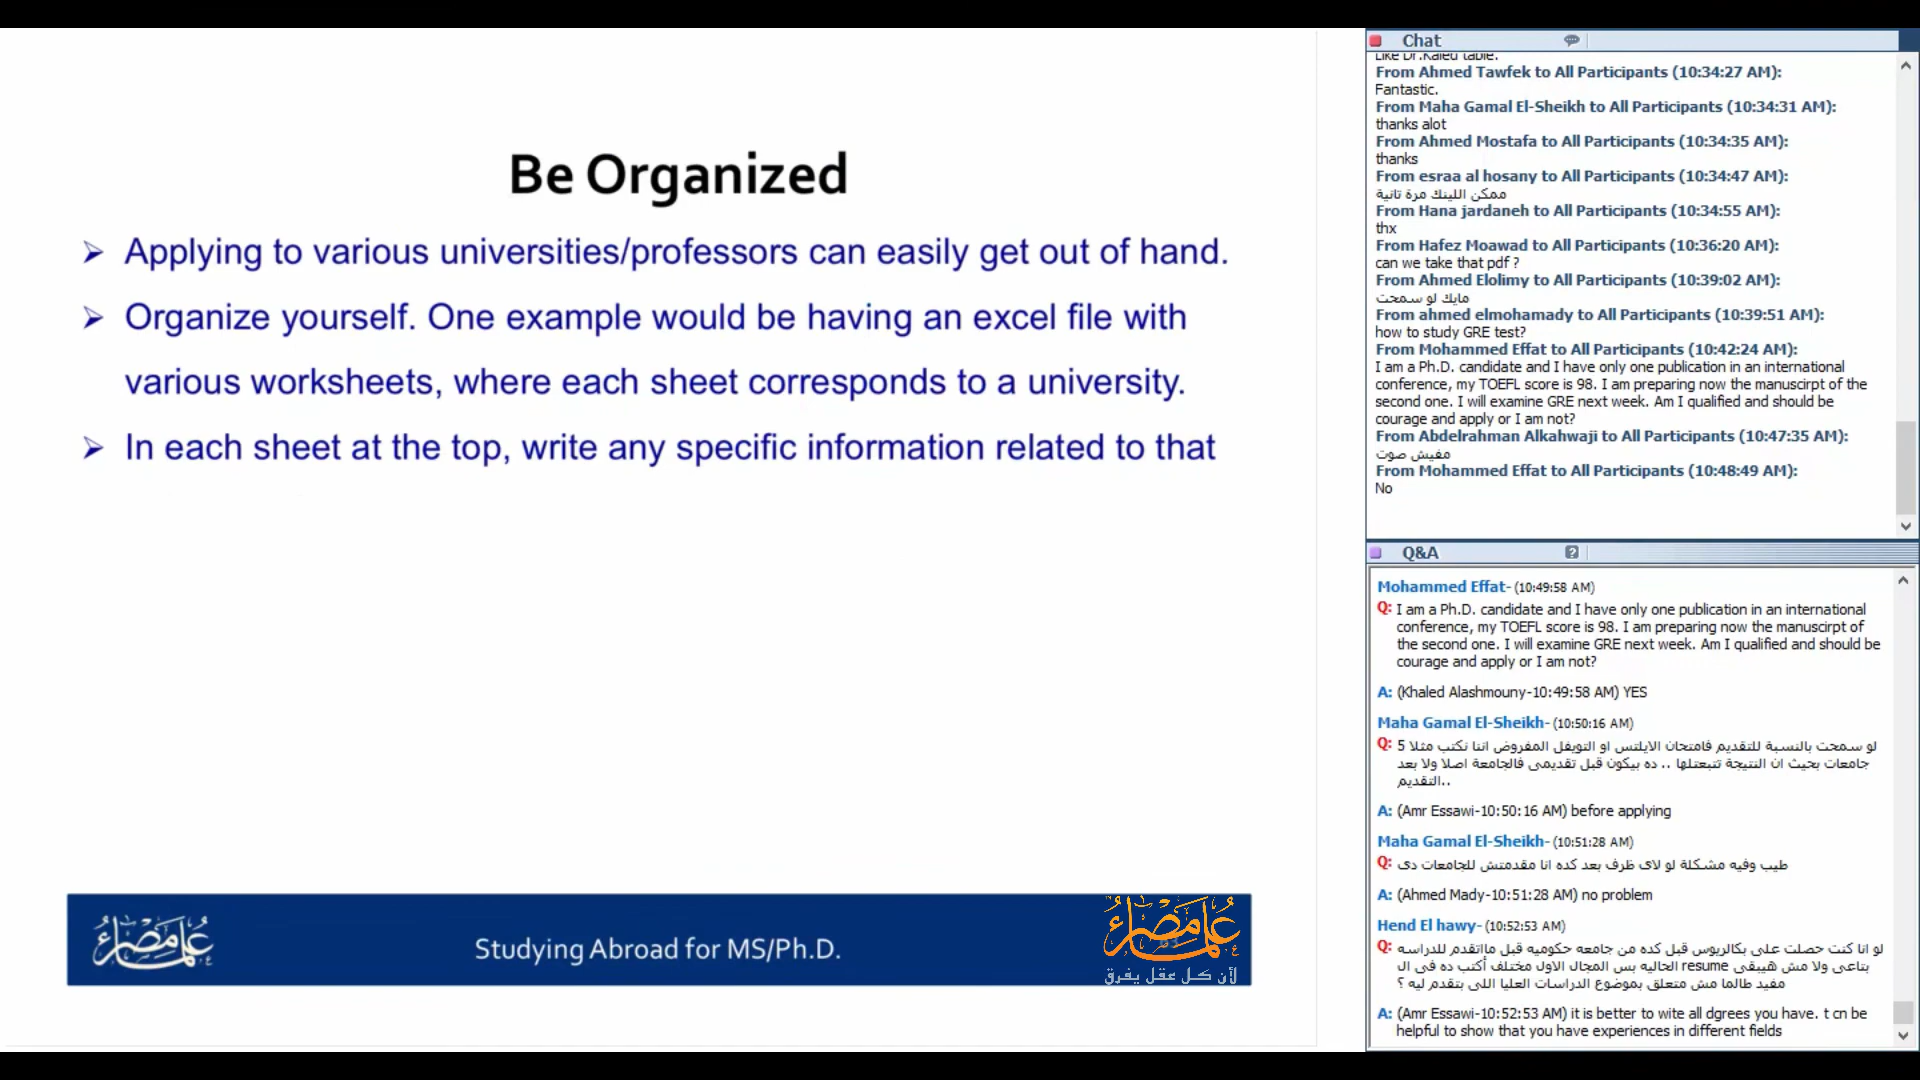 Be Organized
Applying to various universities/professors can easily get out of hand.
Organize yourself. One example would be having an excel file with
various worksheets, where each sheet corresponds to a university.
In each sheet at the top, write any specific information related to that
علماء مصر
Studying Abroad for MS/Ph.D.
علماء مصر
لأن كل عقل يفرق
Chat
Like Dr.Kaled table.
From Ahmed Tawfek to All Participants (10:34:27 AM):
Fantastic.
From Maha Gamal El-Sheikh to All Participants (10:34:31 AM):
thanks alot
From Ahmed Mostafa to All Participants (10:34:35 AM):
thanks
From esraa al hosany to All Participants (10:34:47 AM):
ممكن اللينك مرة تانية
From Hana jardaneh to All Participants (10:34:55 AM):
thx
From Hafez Moawad to All Participants (10:36:20 AM):
can we take that pdf ?
From Ahmed Elolimy to All Participants (10:39:02 AM):
مايك لو سمحت
From ahmed elmohamady to All Participants (10:39:51 AM):
how to study GRE test?
From Mohammed Effat to All Participants (10:42:24 AM):
I am a Ph.D. candidate and I have only one publication in an international
conference, my TOEFL score is 98. I am preparing now the manuscirpt of the
second one. I will examine GRE next week. Am I qualified and should be
courage and apply or I am not?
From Abdelrahman Alkahwaji to All Participants (10:47:35 AM):
مفيش صوت
From Mohammed Effat to All Participants (10:48:49 AM):
No
Q&A
Mohammed Effat- (10:49:58 AM)
Q: I am a Ph.D. candidate and I have only one publication in an international
conference, my TOEFL score is 98. I am preparing now the manuscirpt of
the second one. I will examine GRE next week. Am I qualified and should be
courage and apply or I am not?
A: (Khaled Alashmouny-10:49:58 AM) YES
Maha Gamal El-Sheikh- (10:50:16 AM)
Q: لو سمحت بالنسبة للتقديم فامتحان الايلتس او التويفل المفروض اننا نكتب مثلا 5
جامعات بحيث ان النتيجة تتبعتلها .. ده بيكون قبل تقديمى فالجامعة اصلا ولا بعد
التقديم..
A: (Amr Essawi-10:50:16 AM) before applying
Maha Gamal El-Sheikh- (10:51:28 AM)
Q: طيب وفيه مشكلة لو لاى ظرف بعد كده انا مقدمتش للجامعات دى
A: (Ahmed Mady-10:51:28 AM) no problem
Hend El hawy- (10:52:53 AM)
Q: لو انا كنت حصلت على بكالريوس قبل كده من جامعه حكوميه قبل مااتقدم للدراسه
الحاليه بس المجال الاول مختلف أكتب ده فى ال resume بتاعى ولا مش هيبقى
مفيد طالما مش متعلق بموضوع الدراسات العليا اللى بتقدم ليه ؟
A: (Amr Essawi-10:52:53 AM) it is better to wite all dgrees you have. t cn be
helpful to show that you have experiences in different fields